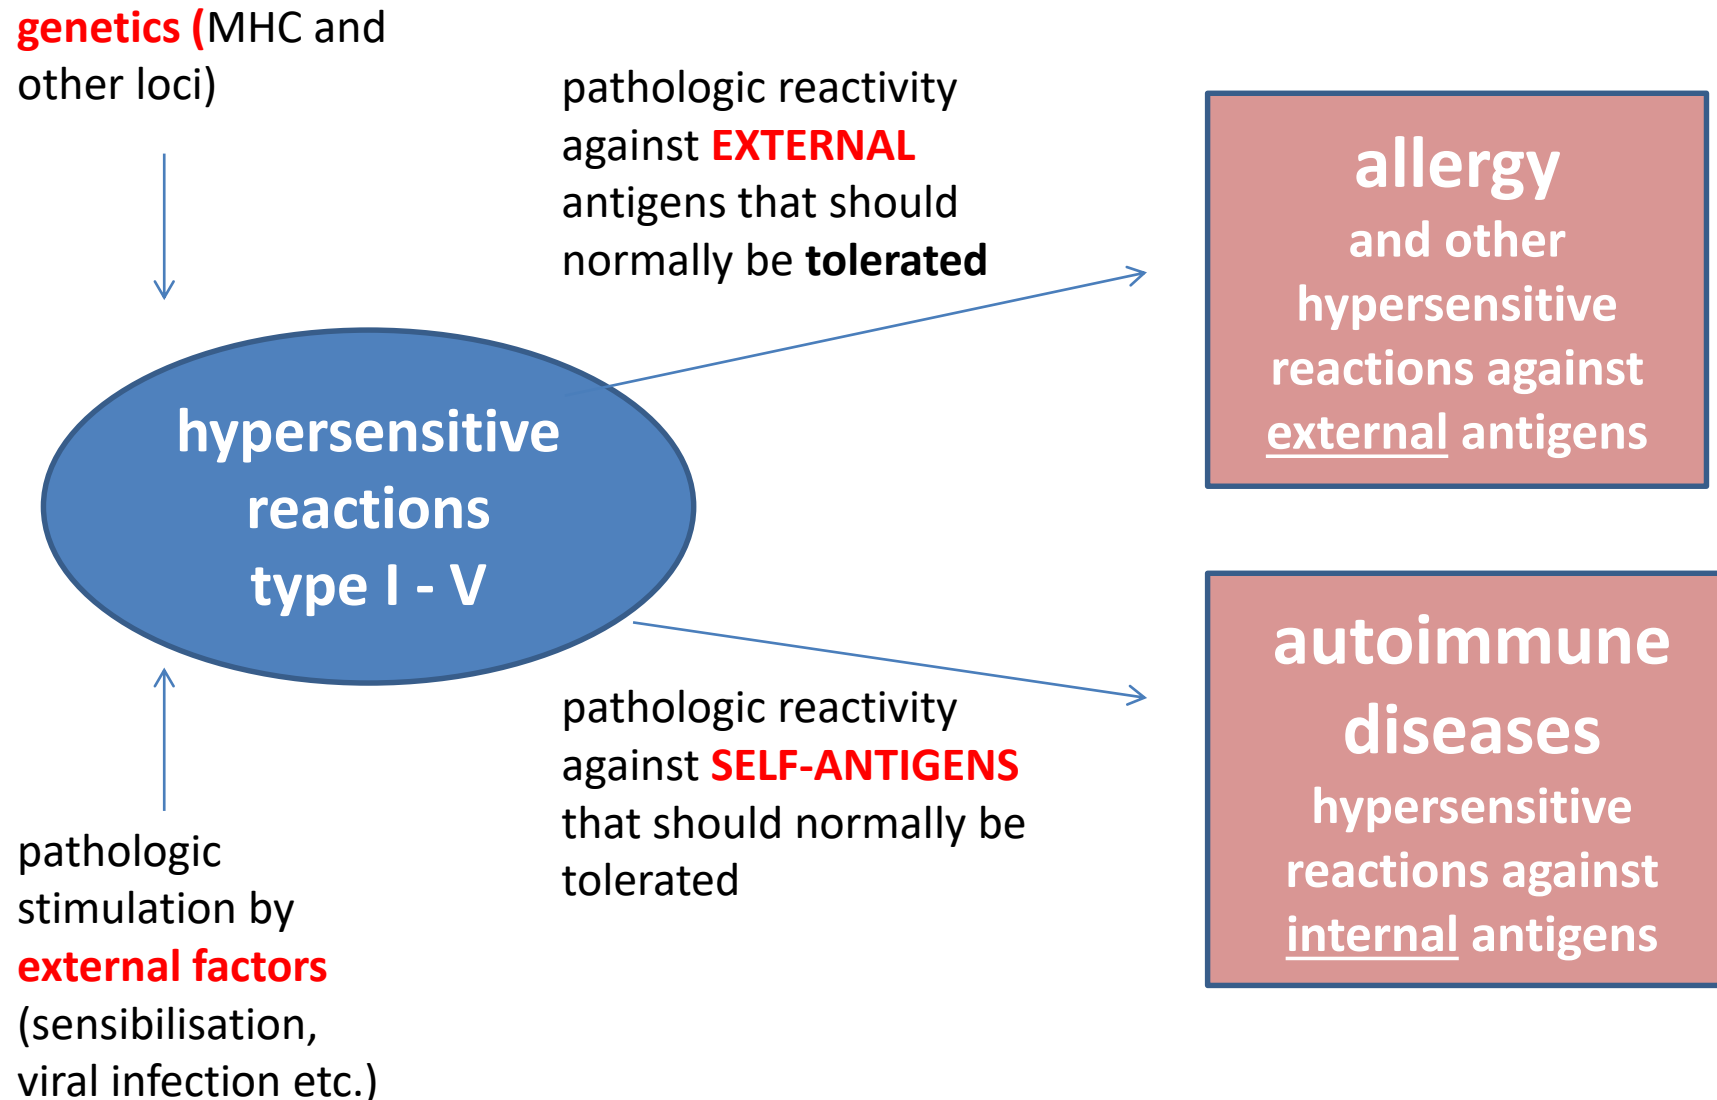 genetics (MHC and
other loci)
pathologic reactivity
against EXTERNAL
antigens that should
normally be tolerated
allergy
and other
hypersensitive
reactions against
external antigens
hypersensitive
reactions
type I - V
autoimmune
diseases
hypersensitive
reactions against
internal antigens
pathologic reactivity
against SELF-ANTIGENS
that should normally be
tolerated
pathologic
stimulation by
external factors
(sensibilisation,
viral infection etc.)